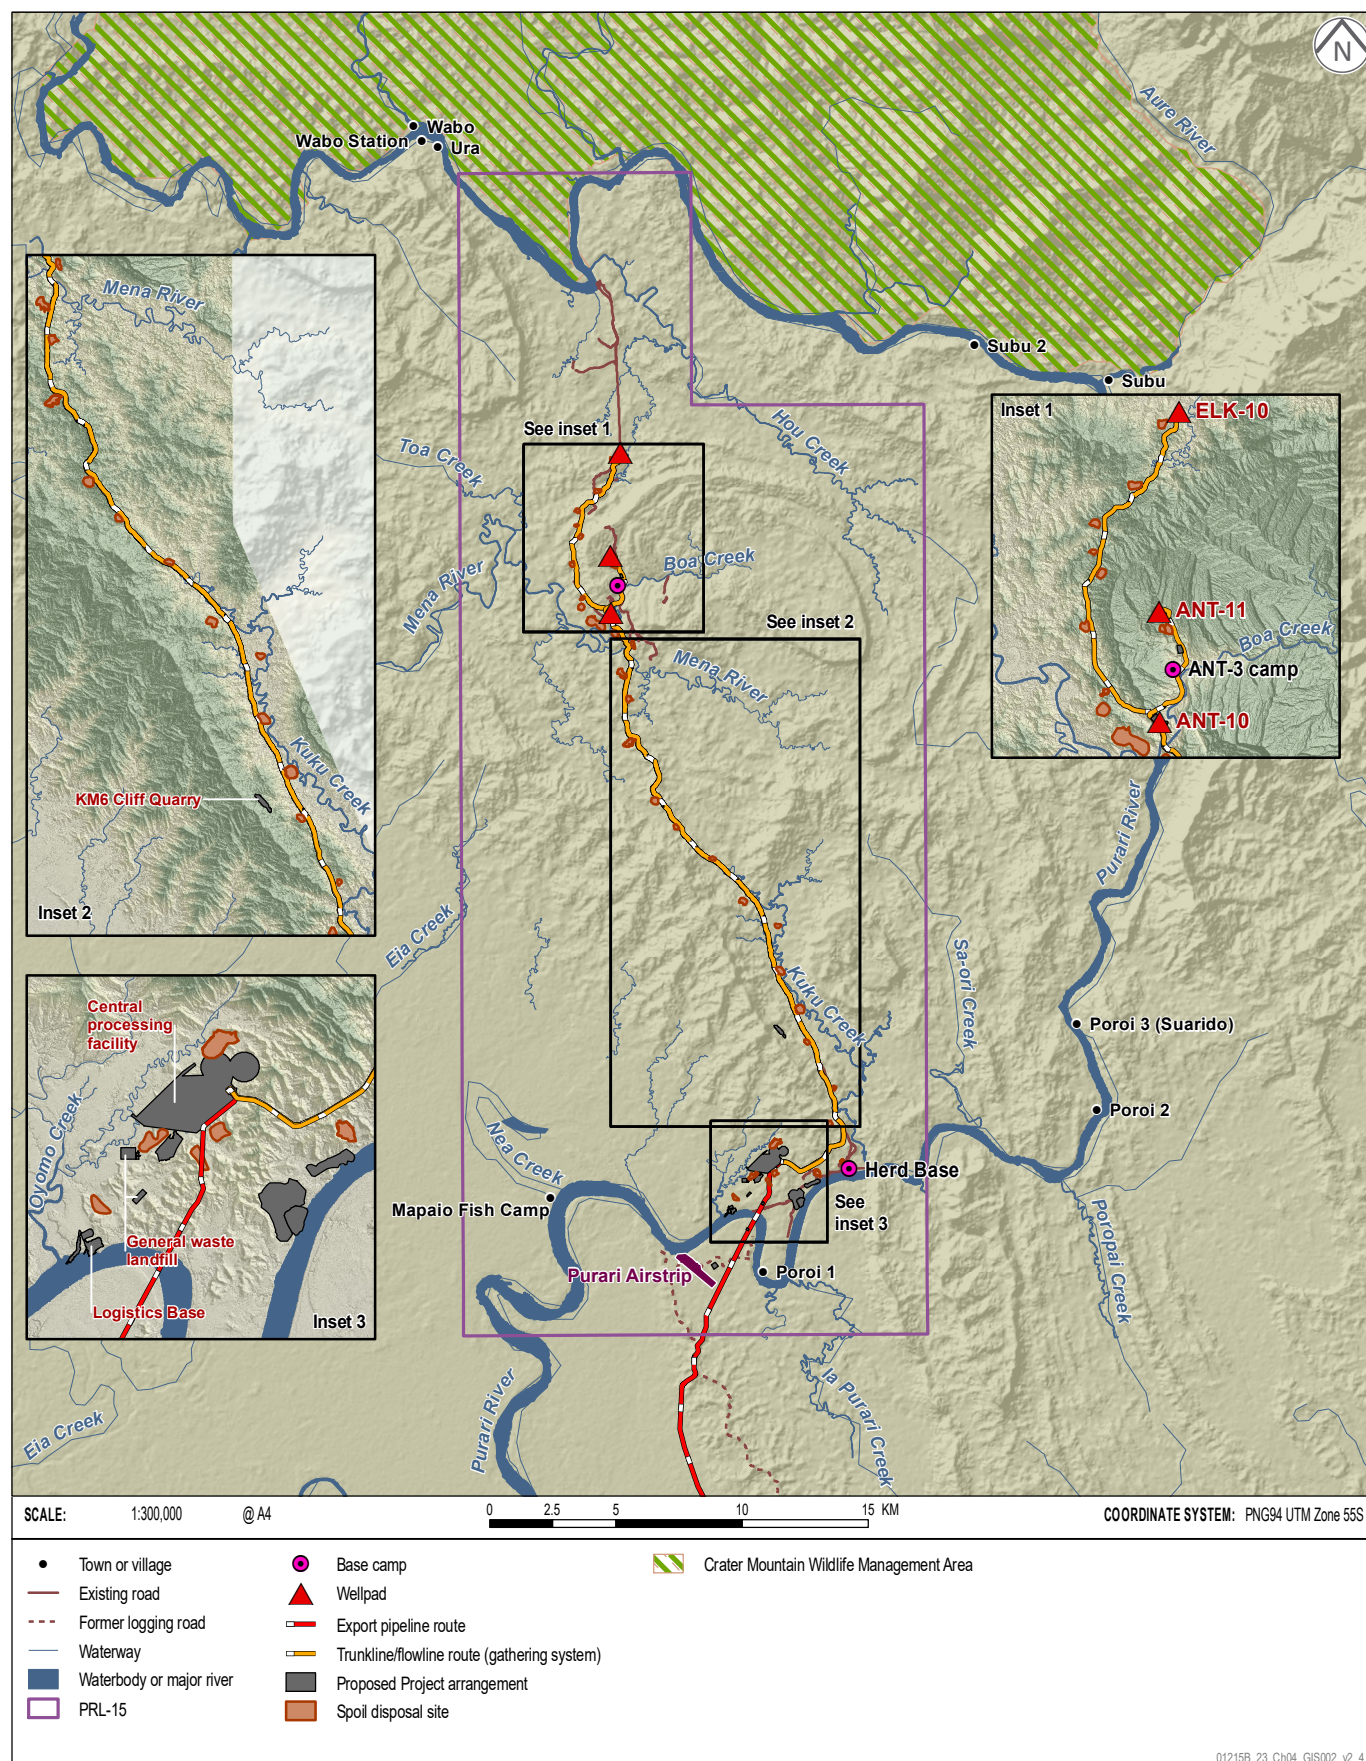 N
Aure River
Wabo
Wabo Station
Ura
Subu 2
Subu
Mena River
KM6 Cliff Quarry
Kuku Creek
Inset 2
See inset 1
Toa Creek
Hou Creek
Mena River
Boa Creek
See inset 2
Mena River
Inset 1
ELK-10
ANT-11
Boa Creek
ANT-3 camp
ANT-10
Purari River
Eia Creek
Kuku Creek
Sa-ori Creek
Poroi 3 (Suarido)
Poroi 2
Central
processing
facility
Oyomo Creek
General waste
landfill
Logistics Base
Inset 3
Nea Creek
Mapaio Fish Camp
Herd Base
See
inset 3
Purari Airstrip
Poroi 1
Poropai Creek
Ia Purari Creek
Purari River
Eia Creek
SCALE: 1:300,000 @ A4
0 2.5 5 10 15 KM
COORDINATE SYSTEM: PNG94 UTM Zone 55S
Town or village
Existing road
Former logging road
Waterway
Waterbody or major river
PRL-15
Base camp
Wellpad
Export pipeline route
Trunkline/flowline route (gathering system)
Proposed Project arrangement
Spoil disposal site
Crater Mountain Wildlife Management Area
01215B_23_Ch04_GIS002_v2_4